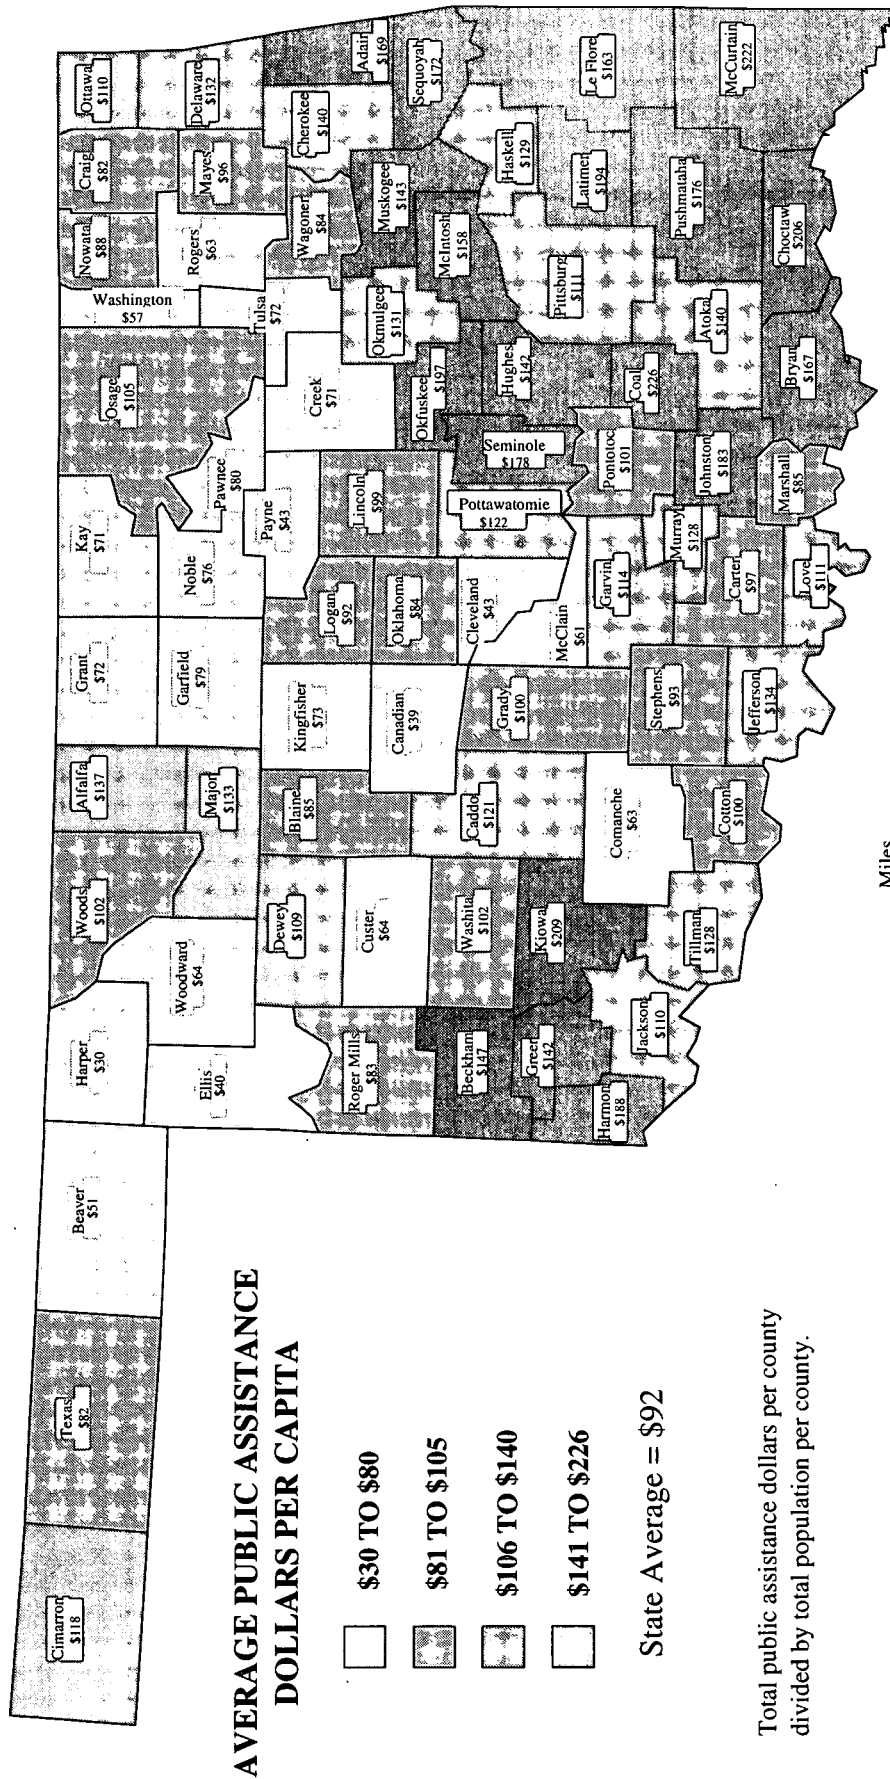 Cimarron
$118
Texas
$82
Beaver
$51
Harper
$30
Woods
$102
Alfalfa
$137
Grant
$72
Kay
$71
Osage
$105
Washington
$57
Nowata
$88
Craig
$82
Ottawa
$110
Ellis
$40
Woodward
$64
Major
$133
Garfield
$79
Noble
$76
Pawnee
$80
Tulsa
$72
Rogers
$63
Mayes
$96
Delaware
$132
Roger Mills
$83
Dewey
$109
Custer
$64
Blaine
$85
Kingfisher
$73
Logan
$92
Payne
$43
Lincoln
$99
Creek
$71
Okmulgee
$131
Wagoner
$84
Cherokee
$140
Adair
$169
Muskogee
$143
Sequoyah
$172
Canadian
$39
Oklahoma
$84
Okfuskee
$197
McIntosh
$158
Beckham
$147
Washita
$102
Caddo
$121
Grady
$100
Cleveland
$43
Pottawatomie
$122
Seminole
$178
Hughes
$142
Haskell
$129
Greer
$142
Kiowa
$209
McClain
$61
Pittsburg
$111
Latimer
$194
Le Flore
$163
Harmon
$188
Jackson
$110
Comanche
$63
Garvin
$114
Pontotoc
$101
Coal
$226
Tillman
$128
Stephens
$93
Murray
$128
Johnston
$183
Atoka
$140
Pushmataha
$176
McCurtain
$222
Cotton
$100
Jefferson
$134
Carter
$97
Love
$111
Marshall
$85
Bryan
$167
Choctaw
$206
AVERAGE PUBLIC ASSISTANCE
DOLLARS PER CAPITA
$30 TO $80
$81 TO $105
$106 TO $140
$141 TO $226
State Average = $92
Total public assistance dollars per county
divided by total population per county.
Miles